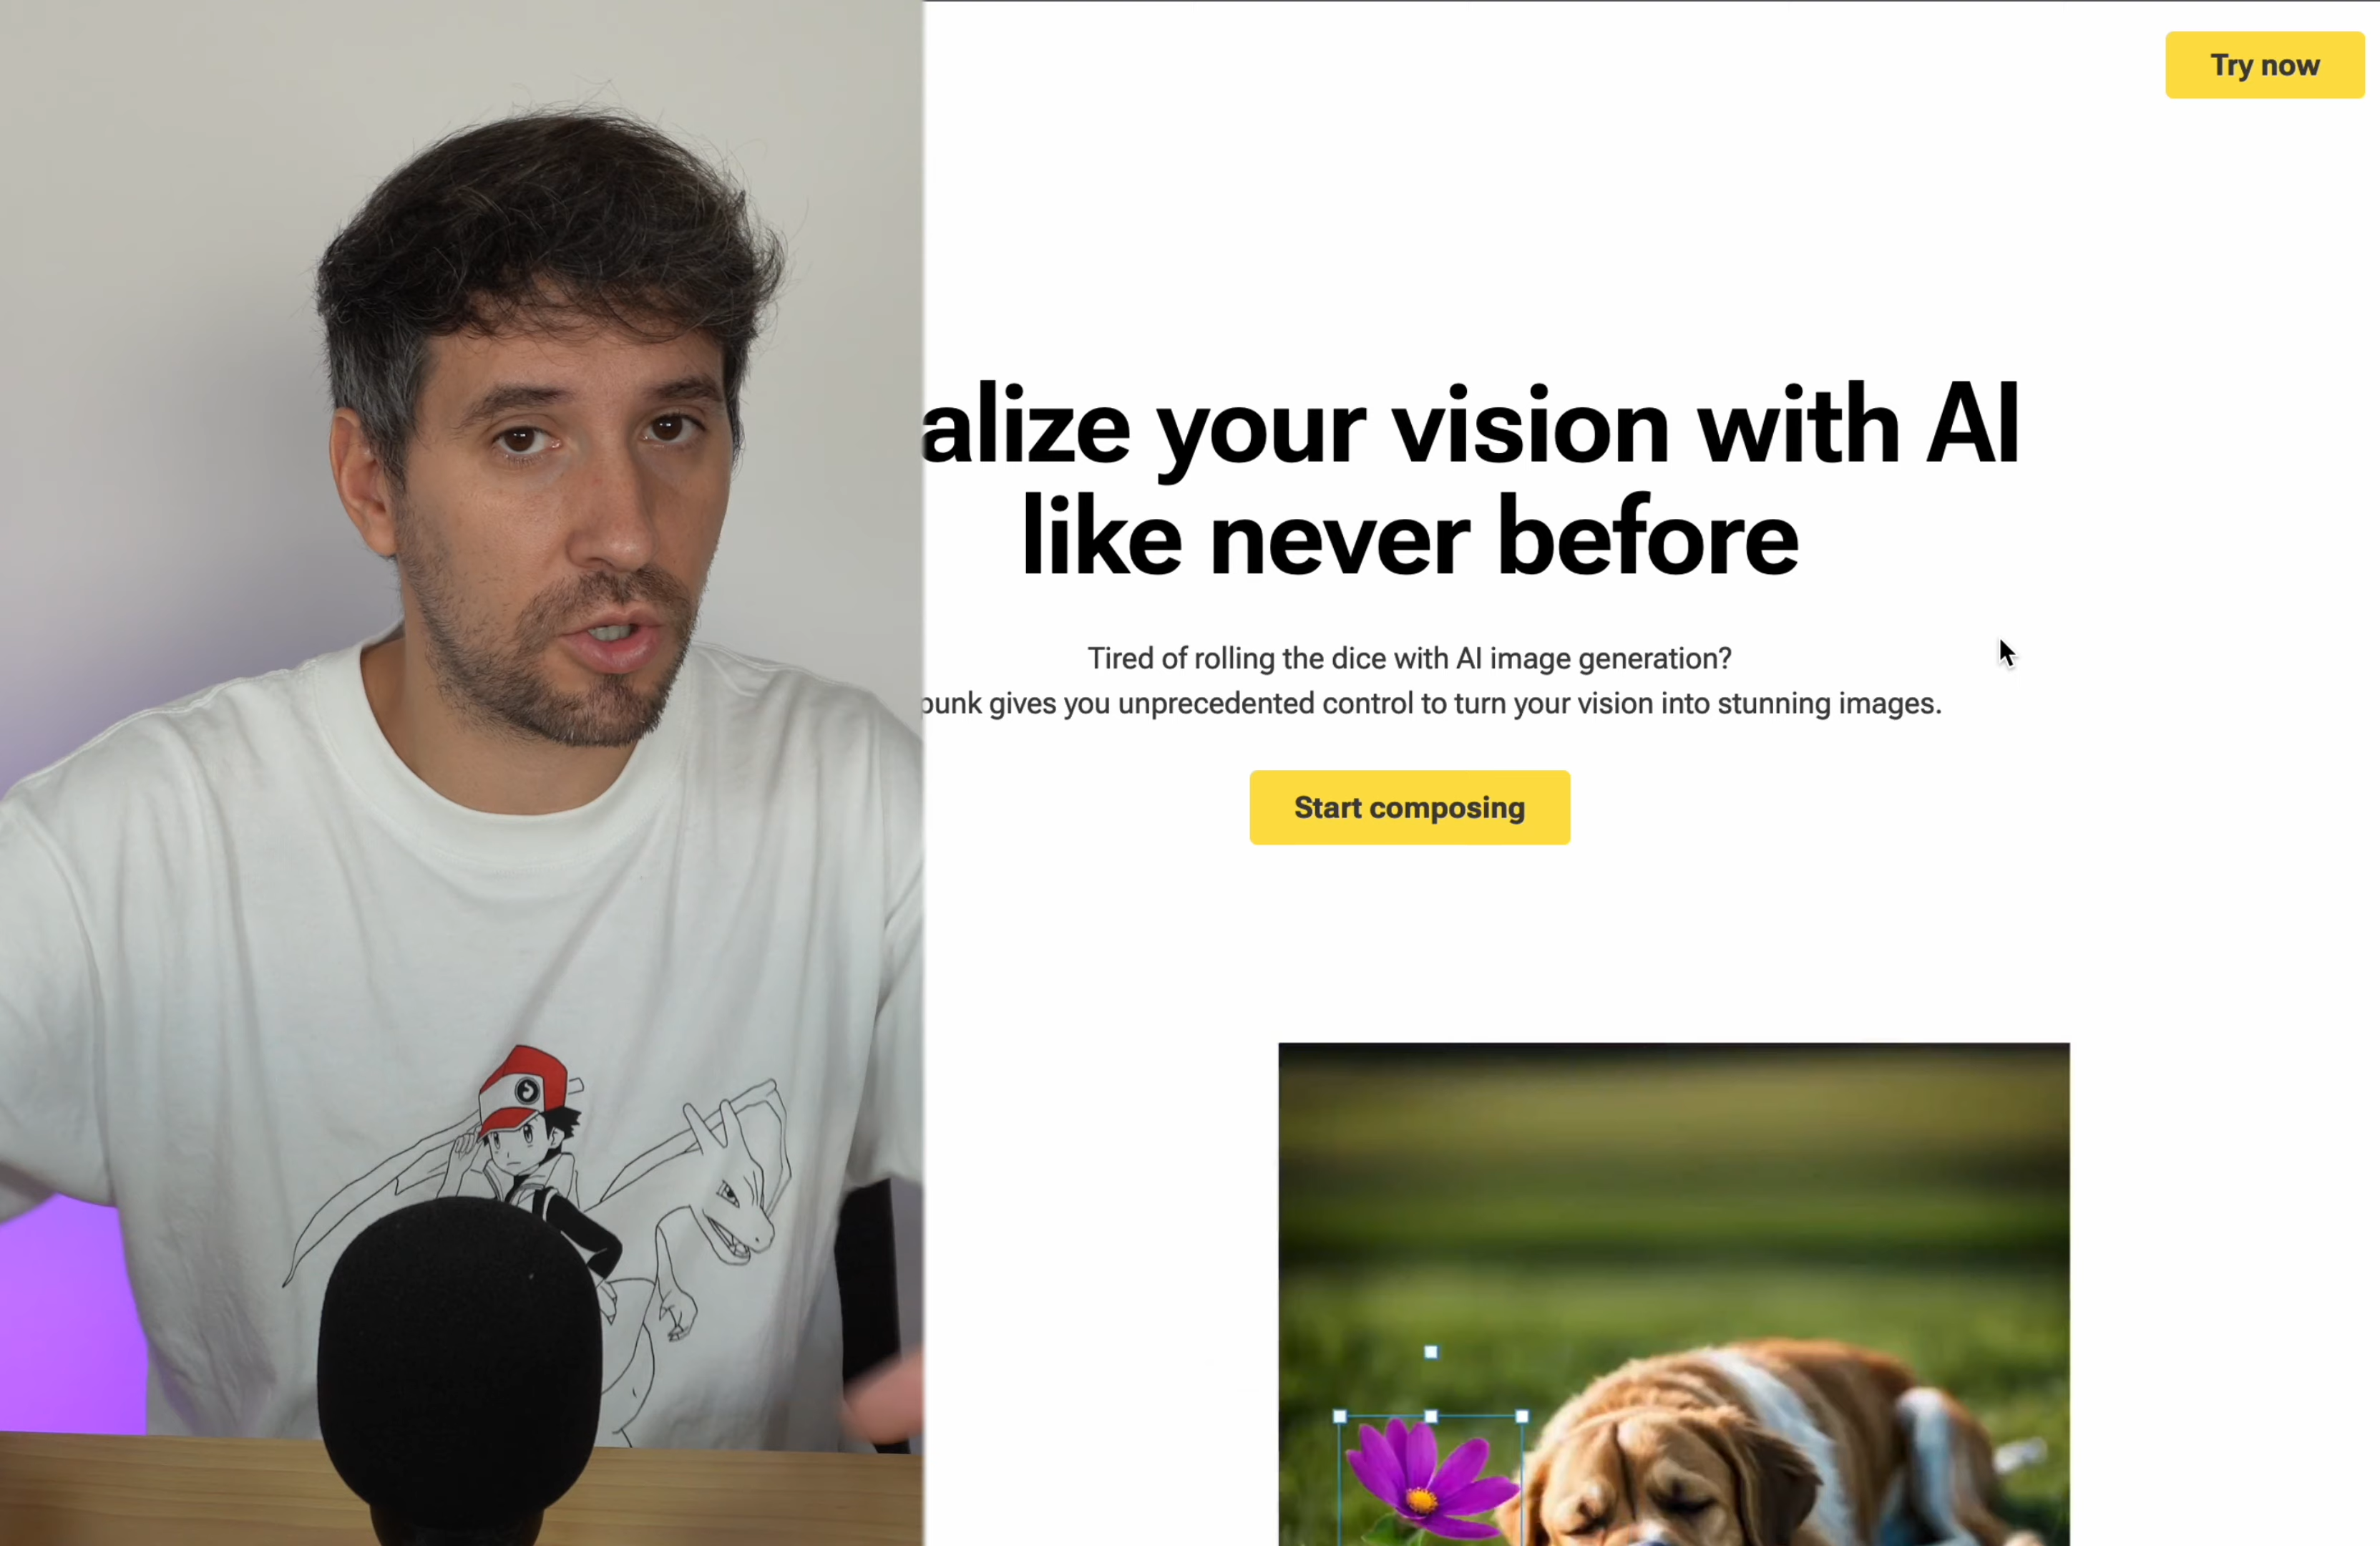 Try now
alize your vision with AI
like never before
Tired of rolling the dice with AI image generation?
punk gives you unprecedented control to turn your vision into stunning images.
Start composing